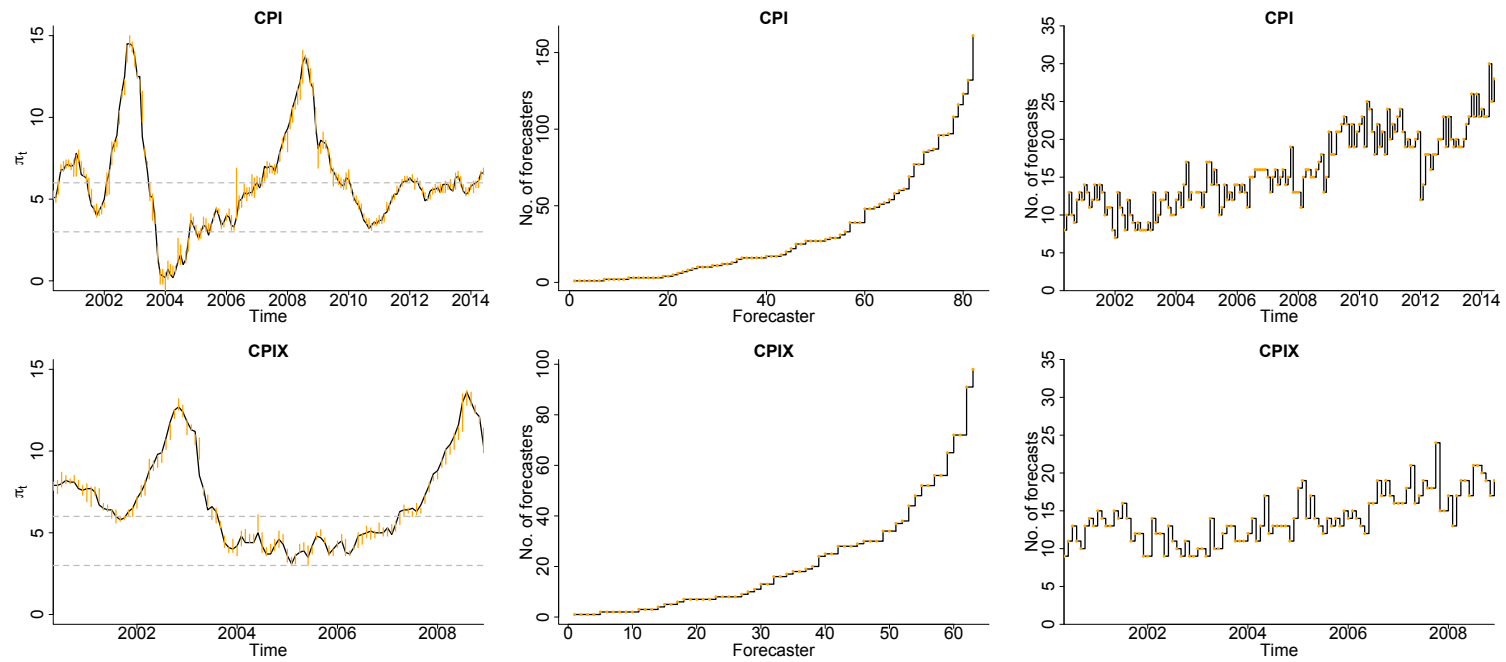 CPI
15
10
5
0
π_t
2002 2004 2006 2008 2010 2012 2014
Time
CPI
150
100
50
0
No. of forecasters
0 20 40 60 80
Forecaster
CPI
35
30
25
20
15
10
5
0
No. of forecasts
2002 2004 2006 2008 2010 2012 2014
Time
CPIX
15
10
5
0
π_t
2002 2004 2006 2008
Time
CPIX
100
80
60
40
20
0
No. of forecasters
0 10 20 30 40 50 60
Forecaster
CPIX
35
30
25
20
15
10
5
0
No. of forecasts
2002 2004 2006 2008
Time